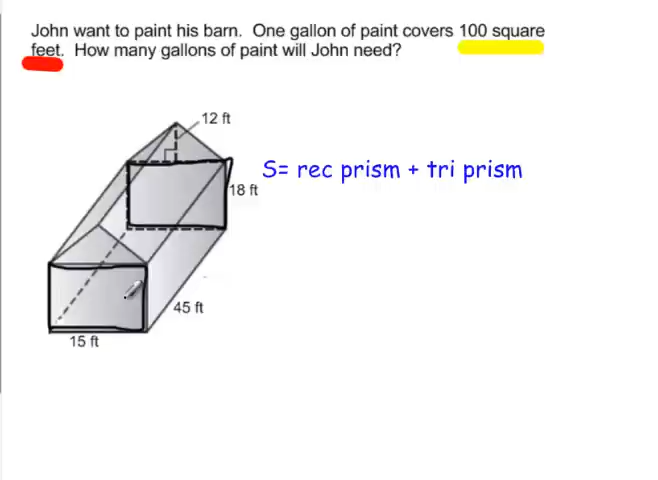 John want to paint his barn. One gallon of paint covers 100 square
feet. How many gallons of paint will John need?
12 ft
S= rec prism + tri prism
18 ft
45 ft
15 ft